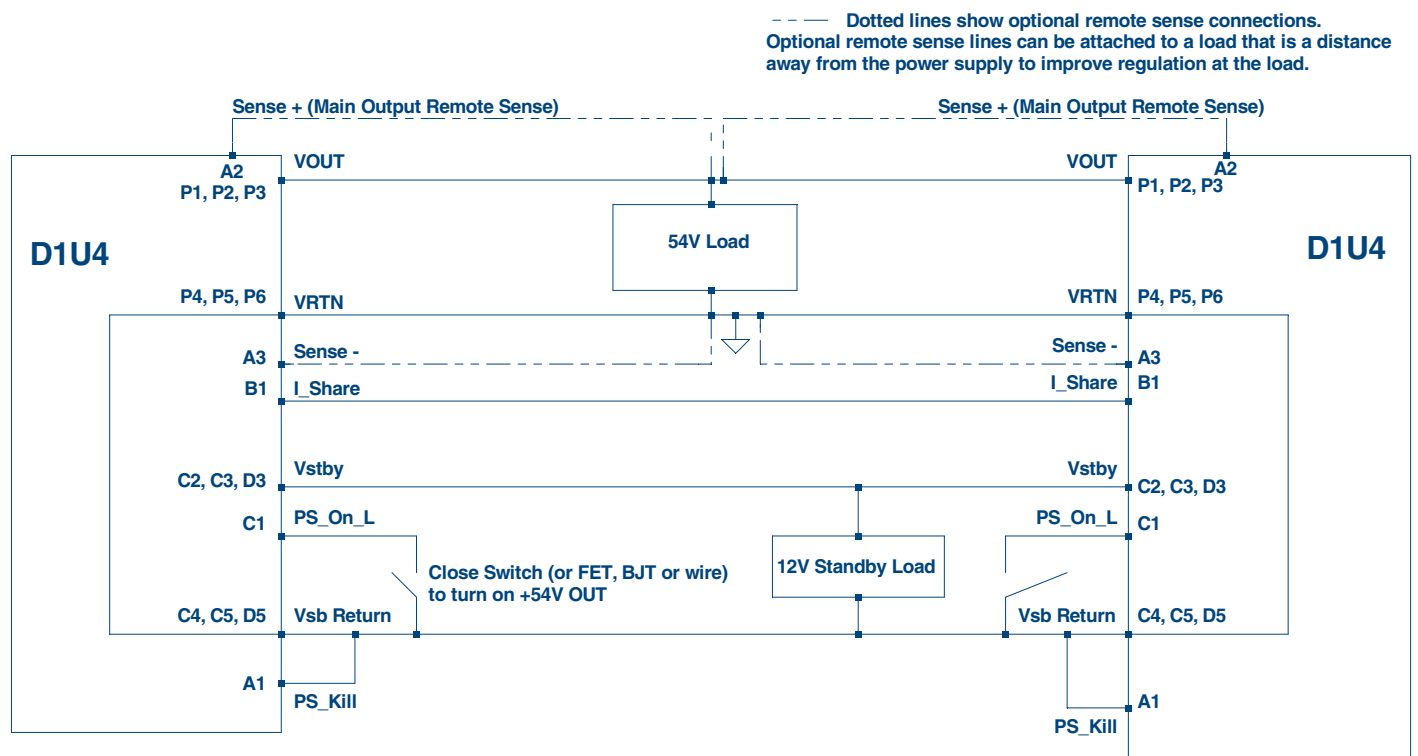 Dotted lines show optional remote sense connections.
Optional remote sense lines can be attached to a load that is a distance
away from the power supply to improve regulation at the load.
Sense + (Main Output Remote Sense)
Sense + (Main Output Remote Sense)
A2
VOUT
VOUT
A2
P1, P2, P3
P1, P2, P3
D1U4
54V Load
D1U4
P4, P5, P6
VRTN
VRTN
P4, P5, P6
A3
Sense -
Sense -
A3
B1
I_Share
I_Share
B1
C2, C3, D3
Vstby
Vstby
C2, C3, D3
C1
PS_On_L
PS_On_L
C1
Close Switch (or FET, BJT or wire)
to turn on +54V OUT
12V Standby Load
C4, C5, D5
Vsb Return
Vsb Return
C4, C5, D5
A1
PS_Kill
A1
PS_Kill